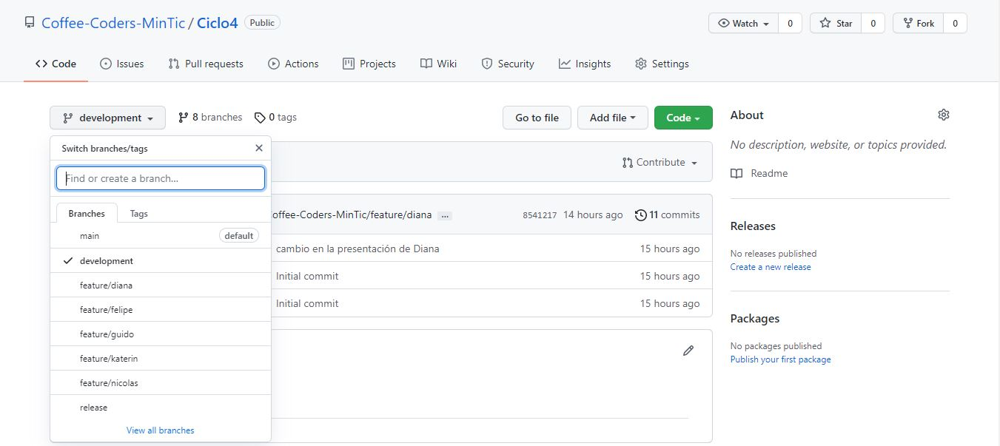 Coffee-Coders-MinTic / Ciclo4 Public
Watch 0 Star 0 Fork 0
Code Issues Pull requests Actions Projects Wiki Security Insights Settings
development 8 branches 0 tags Go to file Add file Code
Switch branches/tags
Find or create a branch...
Branches Tags
main default
development
feature/diana
feature/felipe
feature/guido
feature/katerin
feature/nicolas
release
View all branches
Contribute
offee-Coders-MinTic/feature/diana ... 8541217 14 hours ago 11 commits
cambio en la presentación de Diana 15 hours ago
Initial commit 15 hours ago
Initial commit 15 hours ago
About
No description, website, or topics provided.
Readme
Releases
No releases published
Create a new release
Packages
No packages published
Publish your first package